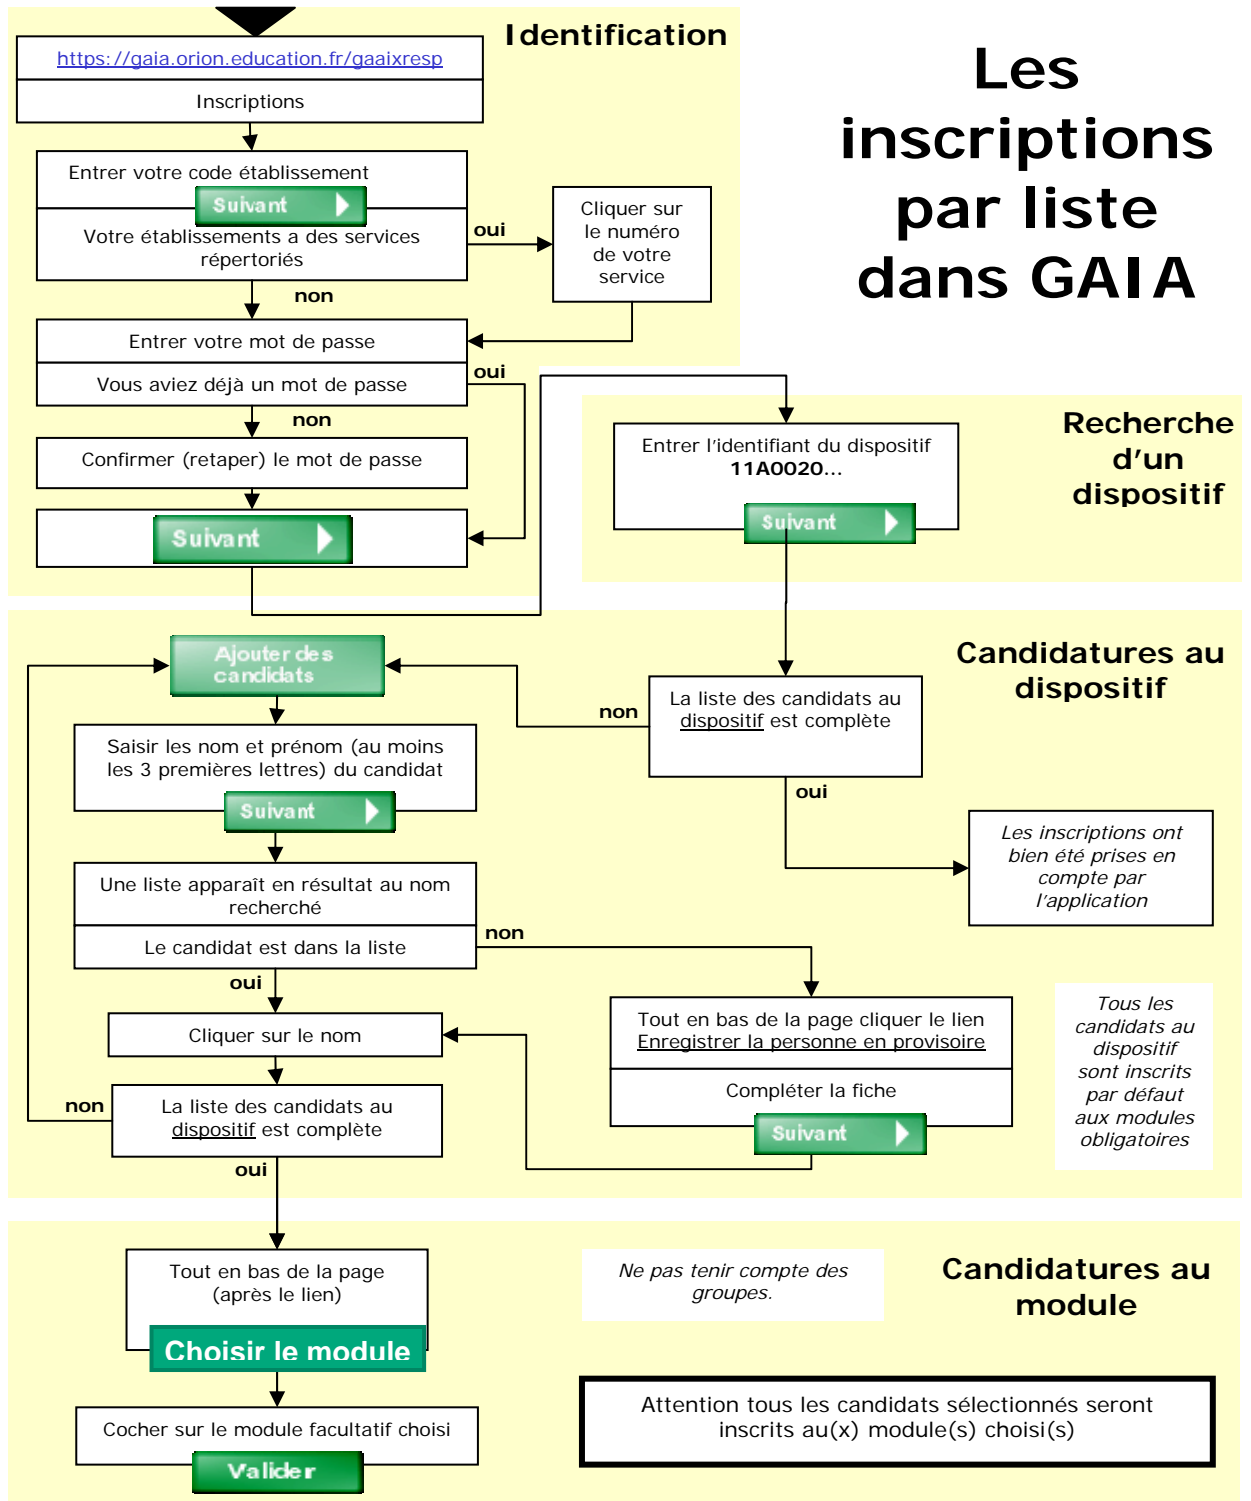 Identification
Les
inscriptions
par liste
dans GAIA
https://gaia.orion.education.fr/gaaixresp
Inscriptions
Entrer votre code établissement
Suivant
Votre établissements a des services
répertoriés
oui
Cliquer sur
le numéro
de votre
service
non
Entrer votre mot de passe
Vous aviez déjà un mot de passe
oui
non
Confirmer (retaper) le mot de passe
Suivant
Recherche
d'un
dispositif
Entrer l'identifiant du dispositif
11A0020...
Suivant
Candidatures au
dispositif
Ajouter des
candidats
La liste des candidats au
dispositif est complète
non
oui
Saisir les nom et prénom (au moins
les 3 premières lettres) du candidat
Suivant
Les inscriptions ont
bien été prises en
compte par
l'application
Une liste apparaît en résultat au nom
recherché
Le candidat est dans la liste
non
oui
Cliquer sur le nom
Tout en bas de la page cliquer le lien
Enregistrer la personne en provisoire
Compléter la fiche
Suivant
Tous les
candidats au
dispositif
sont inscrits
par défaut
aux modules
obligatoires
non
La liste des candidats au
dispositif est complète
oui
Candidatures au
module
Tout en bas de la page
(après le lien)
Choisir le module
Ne pas tenir compte des
groupes.
Cocher sur le module facultatif choisi
Valider
Attention tous les candidats sélectionnés seront
inscrits au(x) module(s) choisi(s)